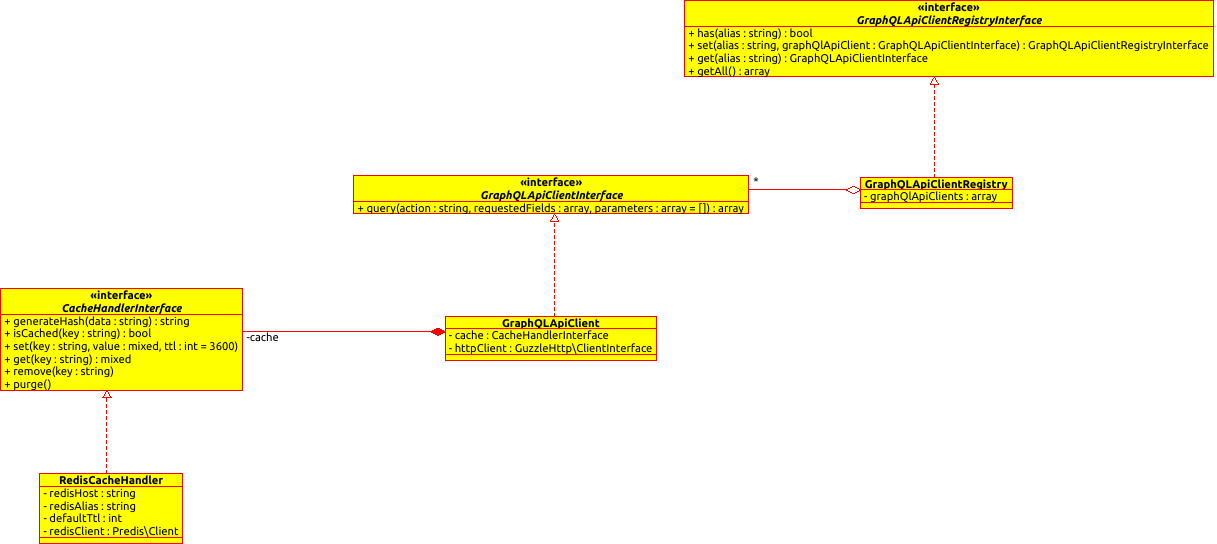 «interface»
GraphQLApiClientRegistryInterface
+ has(alias : string) : bool
+ set(alias : string, graphQlApiClient : GraphQLApiClientInterface) : GraphQLApiClientRegistryInterface
+ get(alias : string) : GraphQLApiClientInterface
+ getAll() : array
«interface»
GraphQLApiClientInterface
+ query(action : string, requestedFields : array, parameters : array = []) : array
*
GraphQLApiClientRegistry
- graphQlApiClients : array
«interface»
CacheHandlerInterface
+ generateHash(data : string) : string
+ isCached(key : string) : bool
+ set(key : string, value : mixed, ttl : int = 3600)
+ get(key : string) : mixed
+ remove(key : string)
+ purge()
-cache
GraphQLApiClient
- cache : CacheHandlerInterface
- httpClient : GuzzleHttp\ClientInterface
RedisCacheHandler
- redisHost : string
- redisAlias : string
- defaultTtl : int
- redisClient : Predis\Client